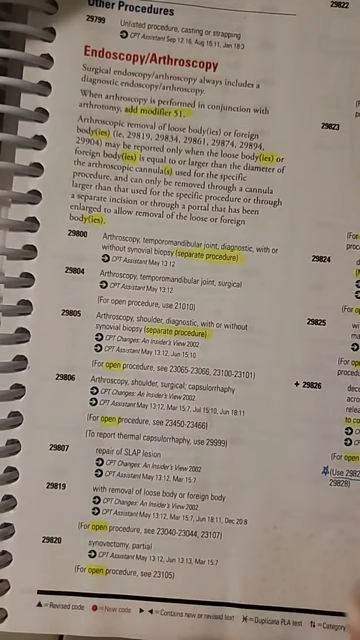 Other Procedures
29799 Unlisted procedure, casting or strapping
CPT Assistant Sep 12:16, Aug 16:11, Jan 18:3
Endoscopy/Arthroscopy
Surgical endoscopy/arthroscopy always includes a
diagnostic endoscopy/arthroscopy.
When arthroscopy is performed in conjunction with
arthrotomy, add modifier 51.
Arthroscopic removal of loose body(ies) or foreign
body(ies) (ie, 29819, 29834, 29861, 29874, 29894,
29904) may be reported only when the loose body(ies) or
foreign body(ies) is equal to or larger than the diameter of
the arthroscopic cannula(s) used for the specific
procedure, and can only be removed through a cannula
larger than that used for the specific procedure or through
a separate incision or through a portal that has been
enlarged to allow removal of the loose or foreign
body(ies).
29800 Arthroscopy, temporomandibular joint, diagnostic, with or
without synovial biopsy (separate procedure)
CPT Assistant May 13:12
29804 Arthroscopy, temporomandibular joint, surgical
CPT Assistant May 13:12
(For open procedure, use 21010)
29805 Arthroscopy, shoulder, diagnostic, with or without
synovial biopsy (separate procedure)
CPT Changes: An Insider's View 2002
CPT Assistant May 13:12, Jun 15:10
(For open procedure, see 23065-23066, 23100-23101)
29806 Arthroscopy, shoulder, surgical; capsulorrhaphy
CPT Changes: An Insider's View 2002
CPT Assistant May 13:12, Mar 15:7, Jul 15:10, Jun 18:11
(For open procedure, see 23450-23466)
(To report thermal capsulorrhaphy, use 29999)
29807 repair of SLAP lesion
CPT Changes: An Insider's View 2002
CPT Assistant May 13:12, Mar 15:7
29819 with removal of loose body or foreign body
CPT Changes: An Insider's View 2002
CPT Assistant May 13:12, Mar 15:7, Jun 18:11, Dec 20:8
(For open procedure, see 23040-23044, 23107)
29820 synovectomy, partial
CPT Assistant May 13:12, Jun 13:13, Mar 15:7
(For open procedure, see 23105)
▲=Revised code ●=New code ▶ ◀=Contains new or revised text ⪤=Duplicate PLA test ⇅=Category
29822
29823
(For
proc
29824
29825
(For
+ 29826
(For open
(Use 2982
29828)